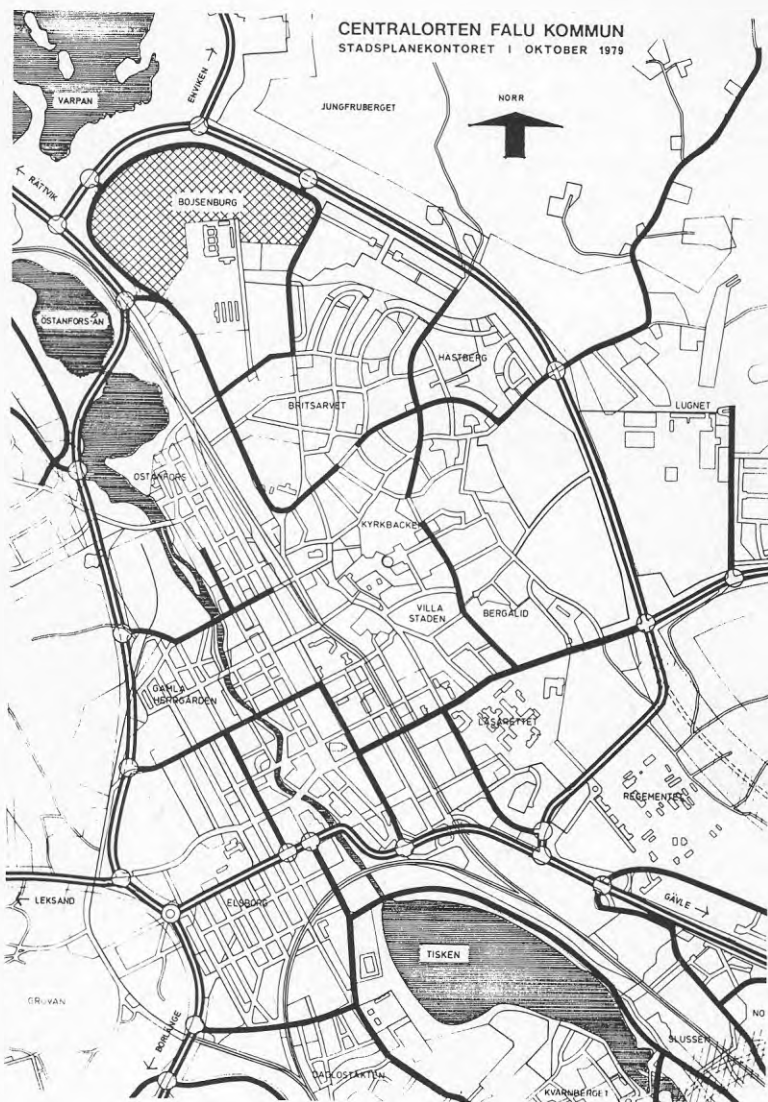 CENTRALORTEN FALU KOMMUN
STADSPLANEKONTORET I OKTOBER 1979
VARPAN
ENVIKEN
JUNGFRUBERGET
NORR
RÄTTVIK
BOJSENBURG
ÖSTANFORS-ÅN
HASTBERG
BRITSARVET
LUGNET
ÖSTANFORS
KYRKBACKEN
VILLA
STADEN
BERGALID
GAMLA
HERRGÅRDEN
LASARETTET
REGEMENTET
LEKSAND
ELSBORG
GÄVLE
TISKEN
GRUVAN
NO
BORLÄNGE
SLUSSEN
KVARNBERGET